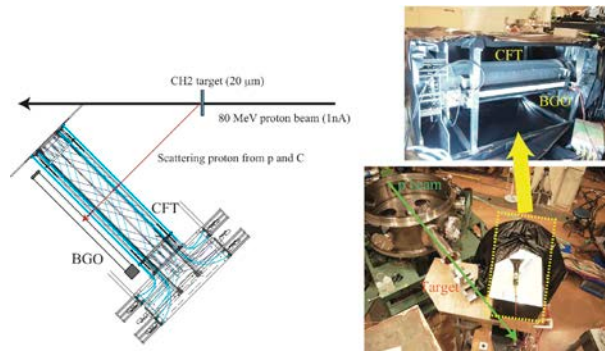 CH2 target (20 μm)
80 MeV proton beam (1nA)
Scattering proton from p and C
CFT
BGO
CFT
BGO
p beam
Target